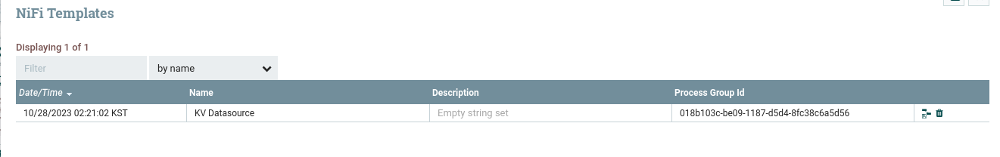 NiFi Templates
Displaying 1 of 1
Filter by name
Date/Time Name Description Process Group Id
10/28/2023 02:21:02 KST KV Datasource Empty string set 018b103c-be09-1187-d5d4-8fc38c6a5d56